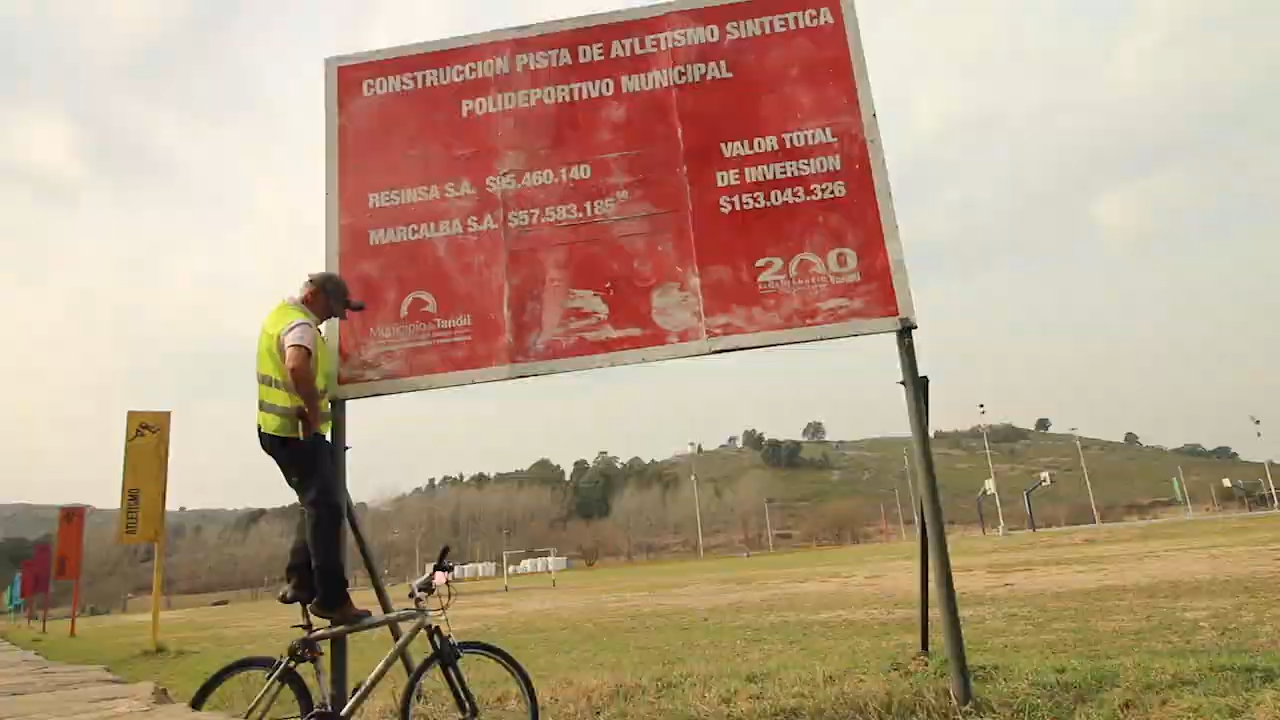 CONSTRUCCION PISTA DE ATLETISMO SINTETICA
POLIDEPORTIVO MUNICIPAL
RESINSA S.A. $95.460.140
MARCALBA S.A. $57.583.185
VALOR TOTAL
DE INVERSION
$153.043.326
Municipio de Tandil
200
ATLETISMO